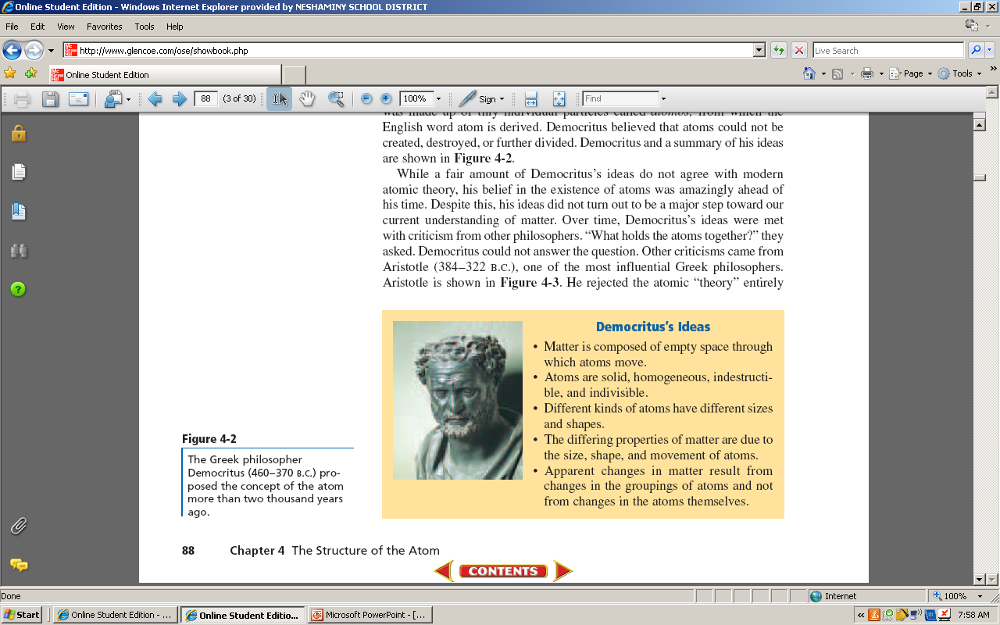 Online Student Edition - Windows Internet Explorer provided by NESHAMINY SCHOOL DISTRICT
File Edit View Favorites Tools Help
http://www.glencoe.com/ose/showbook.php
Live Search
Online Student Edition
Page Tools
88 (3 of 30) 100% Sign Find
was made up of tiny individual particles called atomos, from which the
English word atom is derived. Democritus believed that atoms could not be
created, destroyed, or further divided. Democritus and a summary of his ideas
are shown in Figure 4-2.
While a fair amount of Democritus's ideas do not agree with modern
atomic theory, his belief in the existence of atoms was amazingly ahead of
his time. Despite this, his ideas did not turn out to be a major step toward our
current understanding of matter. Over time, Democritus's ideas were met
with criticism from other philosophers. “What holds the atoms together?” they
asked. Democritus could not answer the question. Other criticisms came from
Aristotle (384–322 B.C.), one of the most influential Greek philosophers.
Aristotle is shown in Figure 4-3. He rejected the atomic “theory” entirely
Democritus's Ideas
• Matter is composed of empty space through
which atoms move.
• Atoms are solid, homogeneous, indestructi-
ble, and indivisible.
• Different kinds of atoms have different sizes
and shapes.
• The differing properties of matter are due to
the size, shape, and movement of atoms.
• Apparent changes in matter result from
changes in the groupings of atoms and not
from changes in the atoms themselves.
Figure 4-2
The Greek philosopher
Democritus (460–370 B.C.) pro-
posed the concept of the atom
more than two thousand years
ago.
88 Chapter 4 The Structure of the Atom
CONTENTS
Done Internet 100%
Start Online Student Edition - ... Online Student Editio... Microsoft PowerPoint - [... 7:58 AM